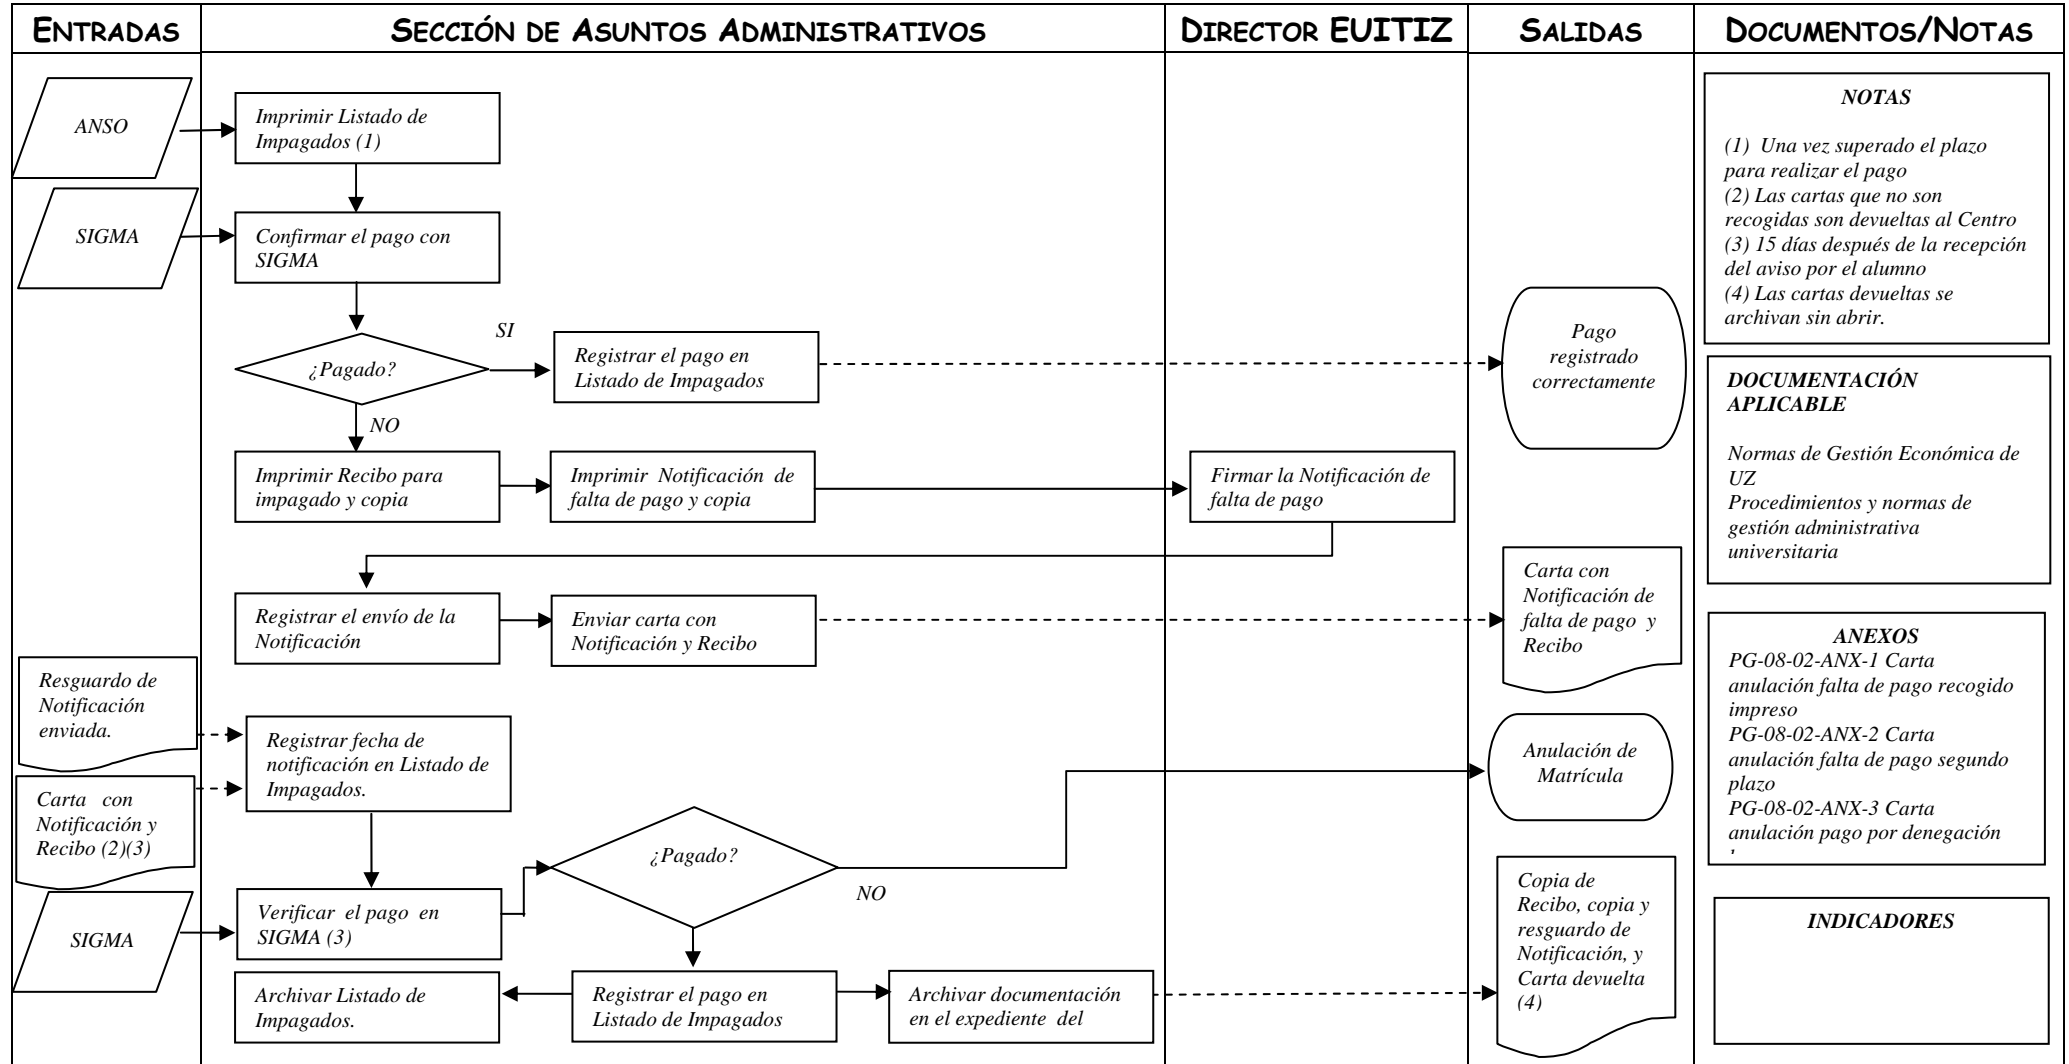 ENTRADAS
SECCIÓN DE ASUNTOS ADMINISTRATIVOS
DIRECTOR EUITIZ
SALIDAS
DOCUMENTOS/NOTAS
ANSO
Imprimir Listado de
Impagados (1)
SIGMA
Confirmar el pago con
SIGMA
¿Pagado?
SI
Registrar el pago en
Listado de Impagados
Pago
registrado
correctamente
NO
Imprimir Recibo para
impagado y copia
Imprimir Notificación de
falta de pago y copia
Firmar la Notificación de
falta de pago
Registrar el envío de la
Notificación
Enviar carta con
Notificación y Recibo
Carta con
Notificación de
falta de pago y
Recibo
Resguardo de
Notificación
enviada.
Registrar fecha de
notificación en Listado de
Impagados.
Carta con
Notificación y
Recibo (2)(3)
Anulación de
Matrícula
¿Pagado?
NO
SIGMA
Verificar el pago en
SIGMA (3)
Archivar Listado de
Impagados.
Registrar el pago en
Listado de Impagados
Archivar documentación
en el expediente del
Copia de
Recibo, copia y
resguardo de
Notificación, y
Carta devuelta
(4)
NOTAS
(1) Una vez superado el plazo
para realizar el pago
(2) Las cartas que no son
recogidas son devueltas al Centro
(3) 15 días después de la recepción
del aviso por el alumno
(4) Las cartas devueltas se
archivan sin abrir.
DOCUMENTACIÓN
APLICABLE
Normas de Gestión Económica de
UZ
Procedimientos y normas de
gestión administrativa
universitaria
ANEXOS
PG-08-02-ANX-1 Carta
anulación falta de pago recogido
impreso
PG-08-02-ANX-2 Carta
anulación falta de pago segundo
plazo
PG-08-02-ANX-3 Carta
anulación pago por denegación
INDICADORES